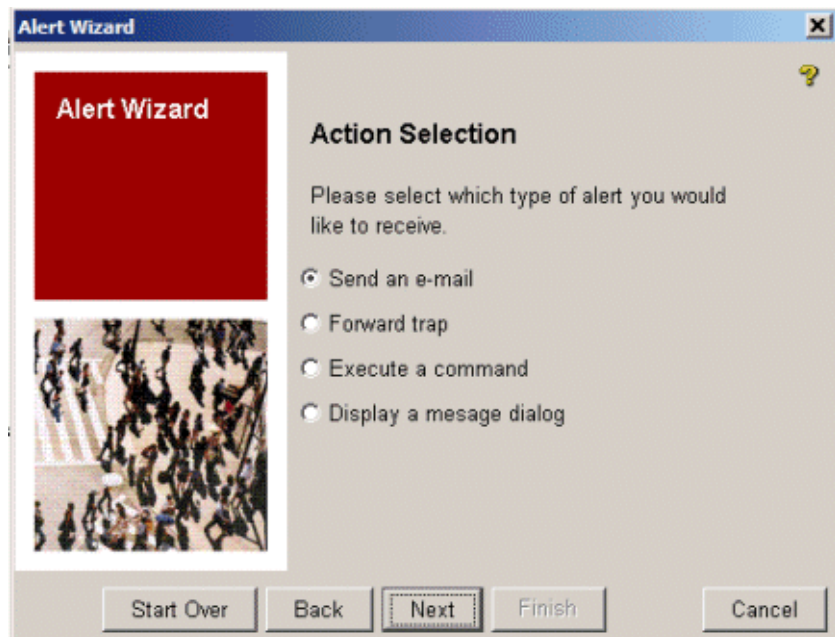 Alert Wizard
Alert Wizard
Action Selection
Please select which type of alert you would
like to receive.
Send an e-mail
Forward trap
Execute a command
Display a mesage dialog
Start Over
Back
Next
Finish
Cancel